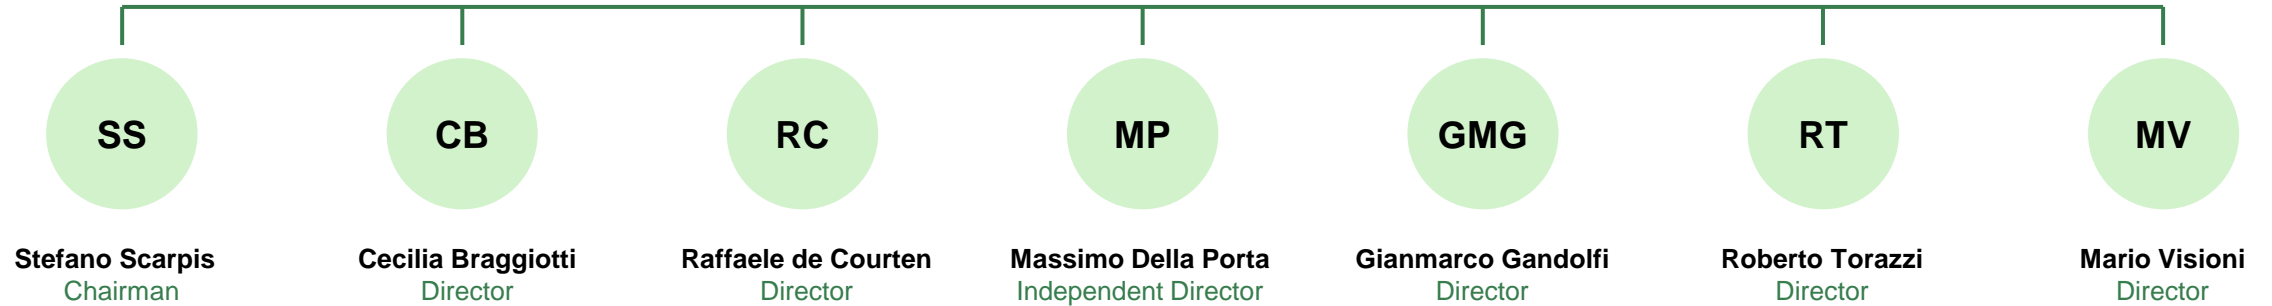 SS
CB
RC
MP
GMG
RT
MV
Stefano Scarpis
Chairman
Cecilia Braggiotti
Director
Raffaele de Courten
Director
Massimo Della Porta
Independent Director
Gianmarco Gandolfi
Director
Roberto Torazzi
Director
Mario Visioni
Director